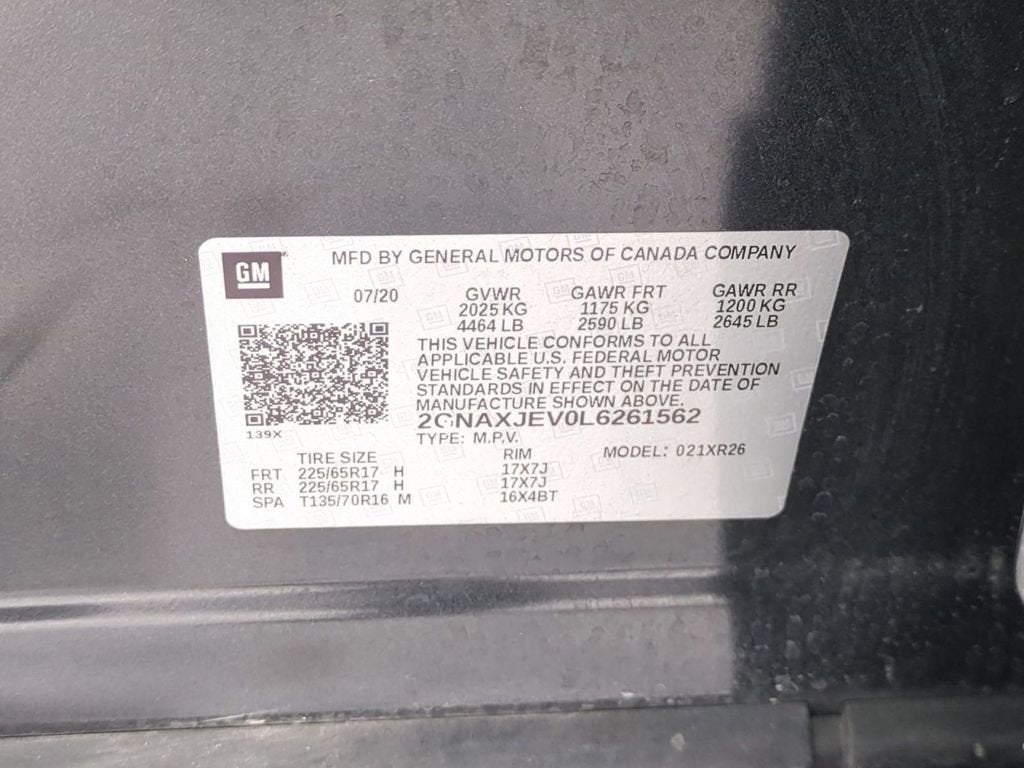 GM
MFD BY GENERAL MOTORS OF CANADA COMPANY
07/20 GVWR GAWR FRT GAWR RR
2025 KG 1175 KG 1200 KG
4464 LB 2590 LB 2645 LB
THIS VEHICLE CONFORMS TO ALL
APPLICABLE U.S. FEDERAL MOTOR
VEHICLE SAFETY AND THEFT PREVENTION
STANDARDS IN EFFECT ON THE DATE OF
MANUFACTURE SHOWN ABOVE.
2GNAXJEV0L6261562
139X
TYPE: M.P.V.
TIRE SIZE RIM MODEL: 021XR26
FRT 225/65R17 H 17X7J
RR 225/65R17 H 17X7J
SPA T135/70R16 M 16X4BT